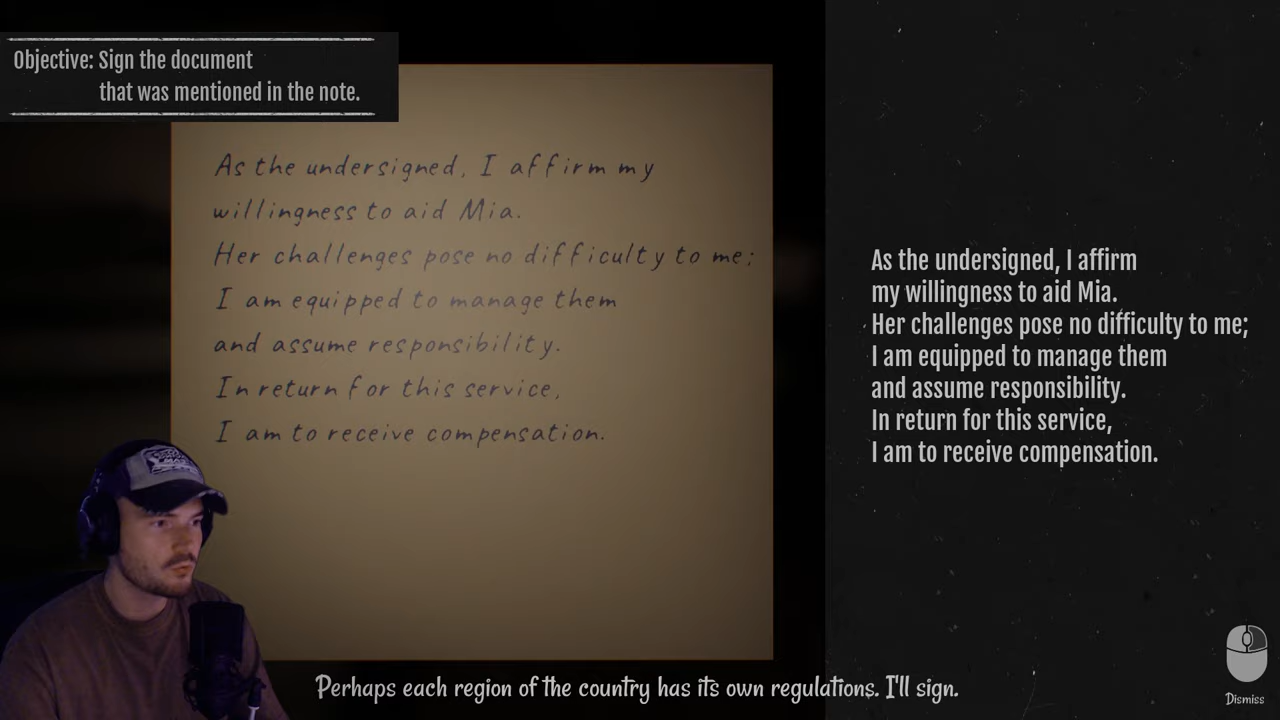 Objective: Sign the document
that was mentioned in the note.
As the undersigned, I affirm my
willingness to aid Mia.
Her challenges pose no difficulty to me;
I am equipped to manage them
and assume responsibility.
In return for this service,
I am to receive compensation.
As the undersigned, I affirm
my willingness to aid Mia.
Her challenges pose no difficulty to me;
I am equipped to manage them
and assume responsibility.
In return for this service,
I am to receive compensation.
Perhaps each region of the country has its own regulations. I'll sign.
Dismiss